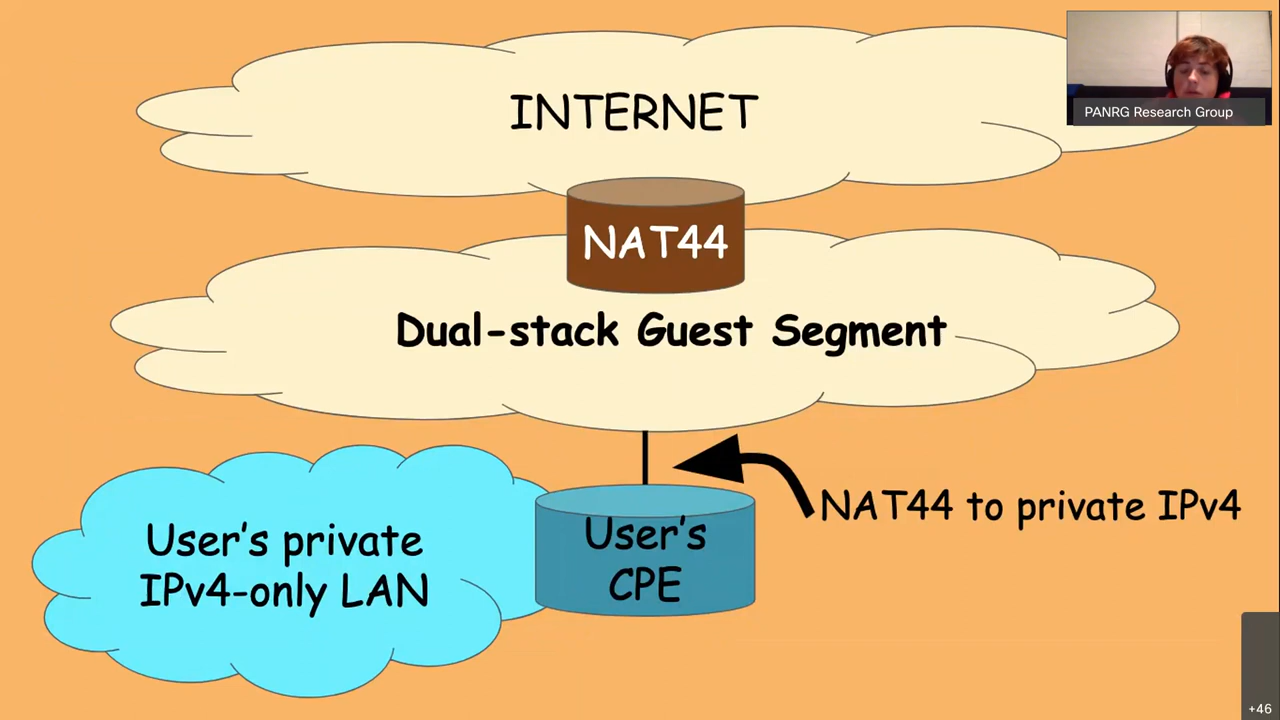 INTERNET
PANRG Research Group
NAT44
Dual-stack Guest Segment
NAT44 to private IPv4
User's private
IPv4-only LAN
User's
CPE
+46